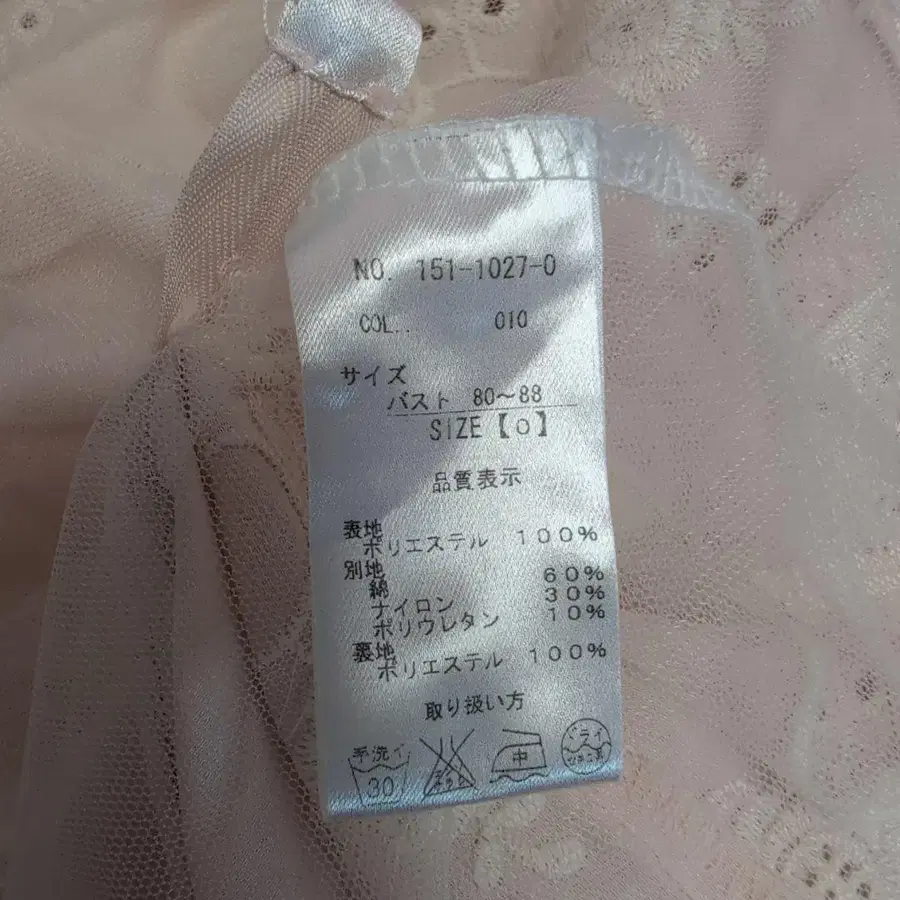 NO. 151-1027-0
COL.. 010
サイズ
バスト 80〜88
SIZE【O】
品質表示
表地
ポリエステル 100%
別地
綿 60%
ナイロン 30%
ポリウレタン 10%
裏地
ポリエステル 100%
取り扱い方
手洗イ
30
中
ドライ